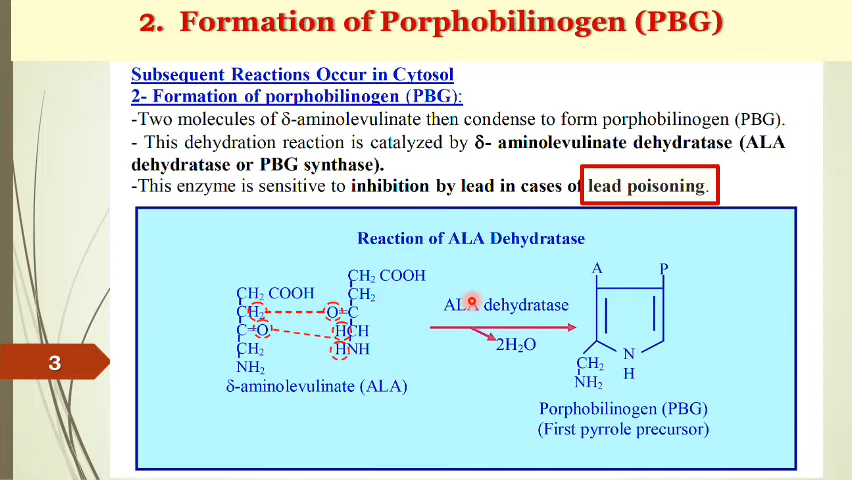 2. Formation of Porphobilinogen (PBG)
Subsequent Reactions Occur in Cytosol
2- Formation of porphobilinogen (PBG):
-Two molecules of δ-aminolevulinate then condense to form porphobilinogen (PBG).
- This dehydration reaction is catalyzed by δ- aminolevulinate dehydratase (ALA
dehydratase or PBG synthase).
-This enzyme is sensitive to inhibition by lead in cases of lead poisoning.
Reaction of ALA Dehydratase
CH₂ COOH
CH₂
C=O
CH₂
NH₂
CH₂ COOH
CH₂
O=C
HCH
HNH
δ-aminolevulinate (ALA)
ALA dehydratase
2H₂O
A
P
N
H
CH₂
NH₂
Porphobilinogen (PBG)
(First pyrrole precursor)
3